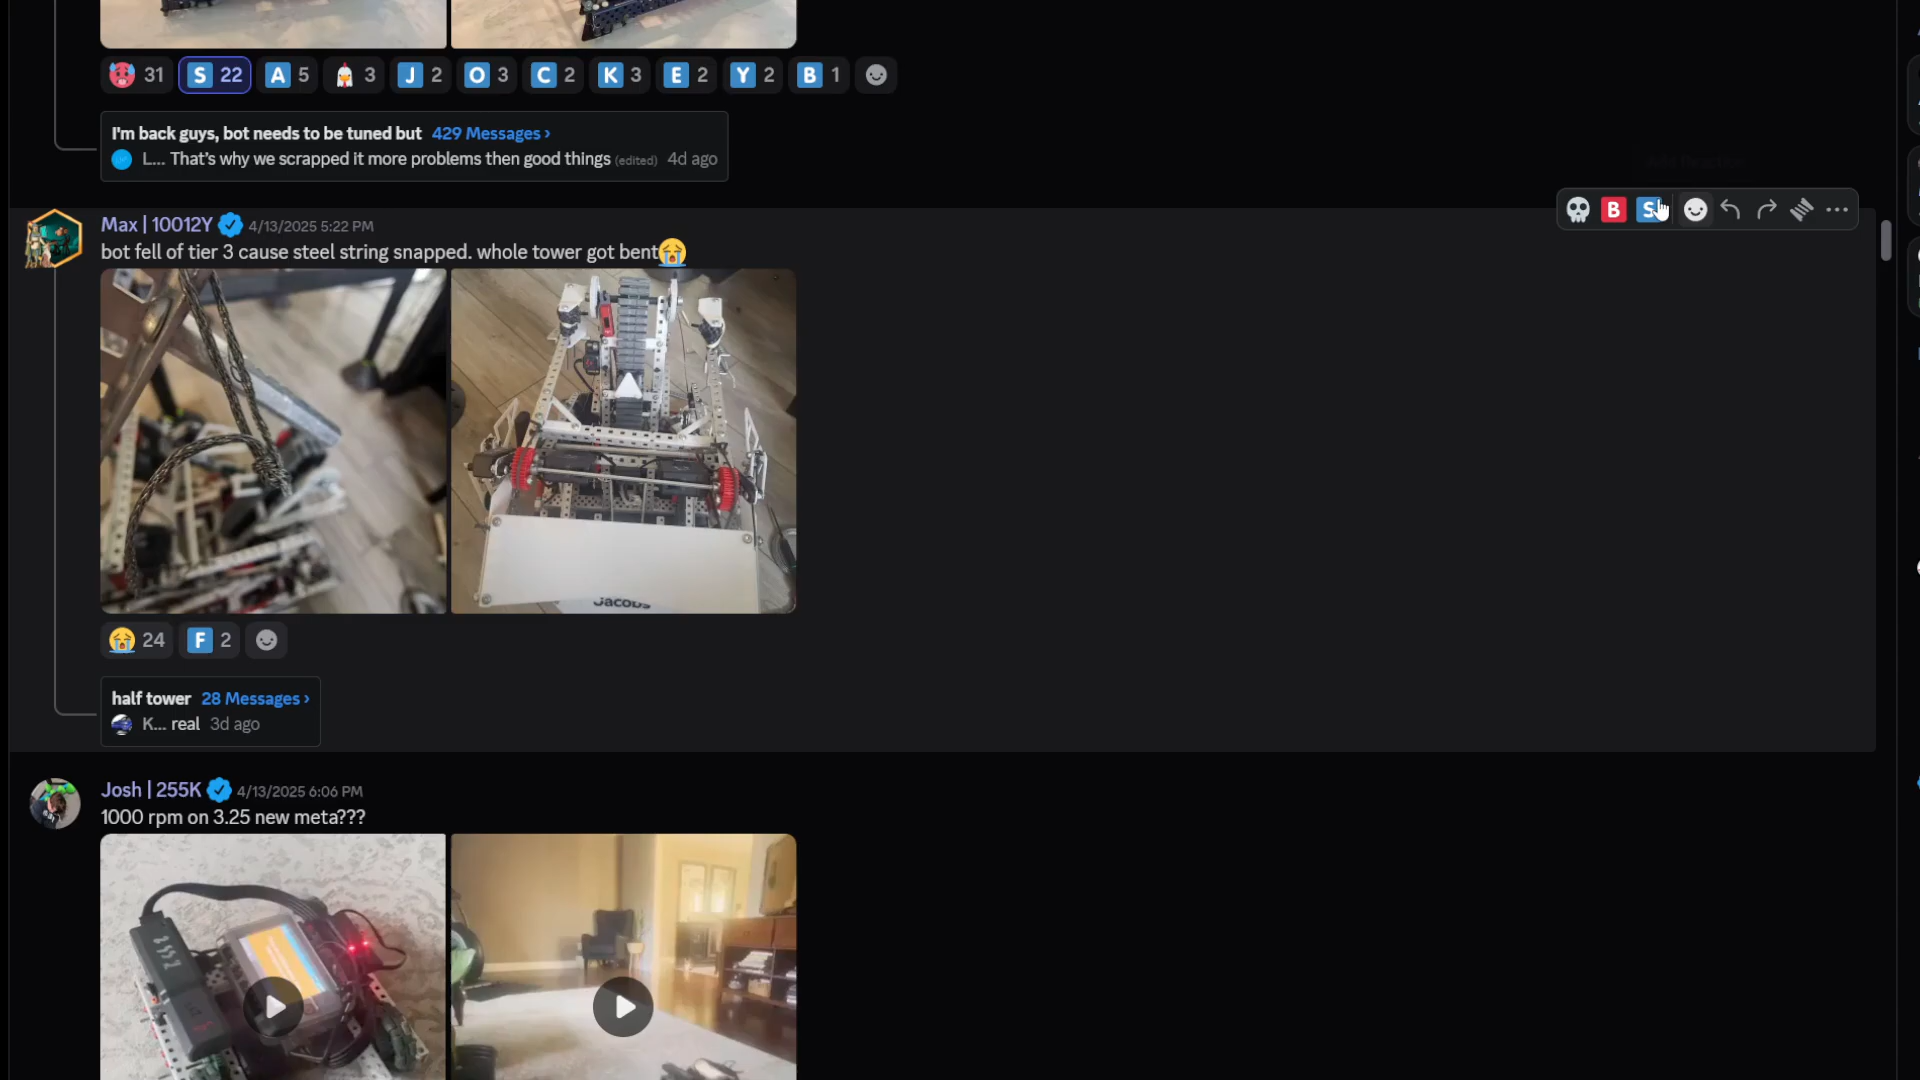 31 S 22 A 5 3 J 2 O 3 C 2 K 3 E 2 Y 2 B 1
I'm back guys, bot needs to be tuned but 429 Messages ›
L... That's why we scrapped it more problems then good things (edited) 4d ago
Max | 10012Y 4/13/2025 5:22 PM
B S
bot fell of tier 3 cause steel string snapped. whole tower got bent😭
Jacobs
24 F 2
half tower 28 Messages ›
K... real 3d ago
Josh | 255K 4/13/2025 6:06 PM
1000 rpm on 3.25 new meta???